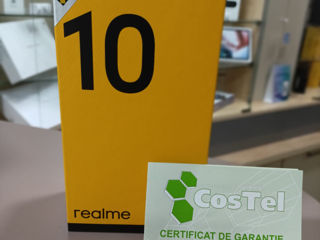 10
realme
CosTel
CERTIFICAT DE GARANTIE